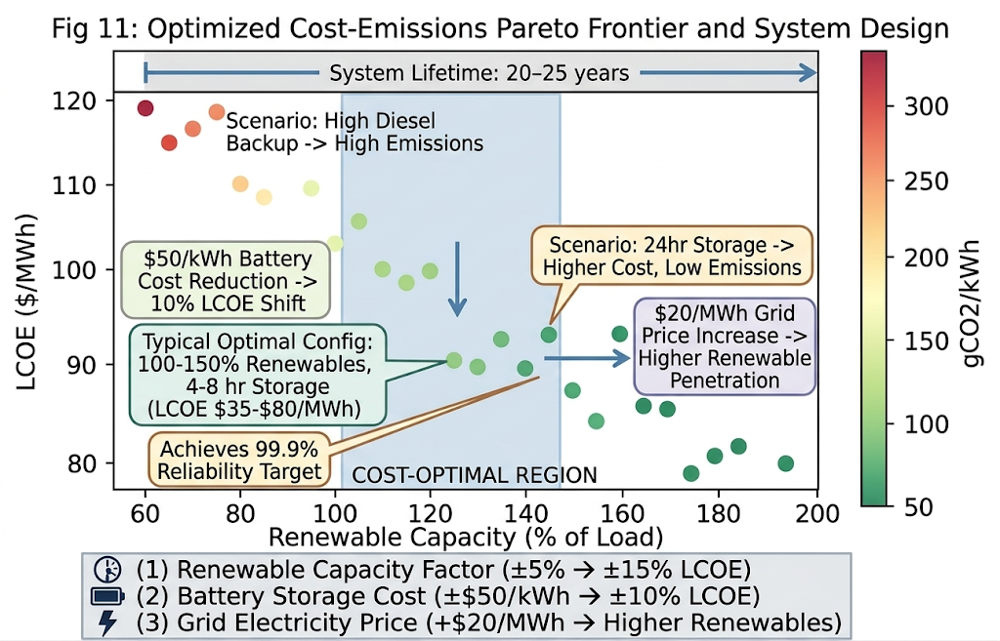 Fig 11: Optimized Cost-Emissions Pareto Frontier and System Design
System Lifetime: 20–25 years
LCOE ($/MWh)
120
110
100
90
80
Scenario: High Diesel
Backup -> High Emissions
$50/kWh Battery
Cost Reduction ->
10% LCOE Shift
Scenario: 24hr Storage ->
Higher Cost, Low Emissions
Typical Optimal Config:
100-150% Renewables,
4-8 hr Storage
(LCOE $35-$80/MWh)
$20/MWh Grid
Price Increase ->
Higher Renewable
Penetration
Achieves 99.9%
Reliability Target
COST-OPTIMAL REGION
60 80 100 120 140 160 180 200
Renewable Capacity (% of Load)
300
250
200
150
100
50
gCO2/kWh
(1) Renewable Capacity Factor (±5% → ±15% LCOE)
(2) Battery Storage Cost (±$50/kWh → ±10% LCOE)
(3) Grid Electricity Price (+$20/MWh → Higher Renewables)